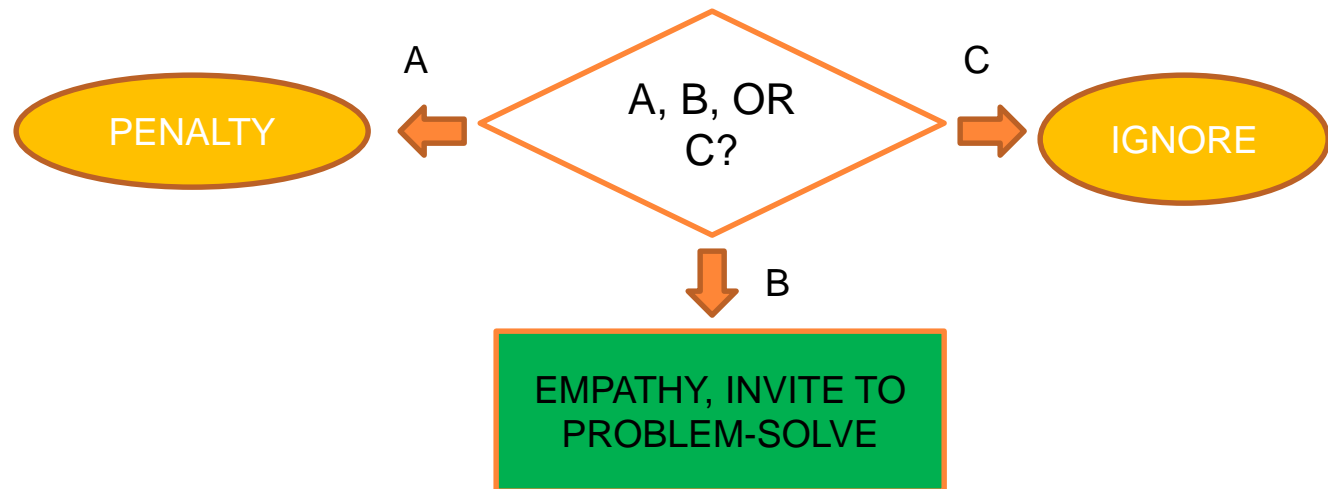 A
C
A, B, OR
C?
PENALTY
IGNORE
B
EMPATHY, INVITE TO
PROBLEM-SOLVE